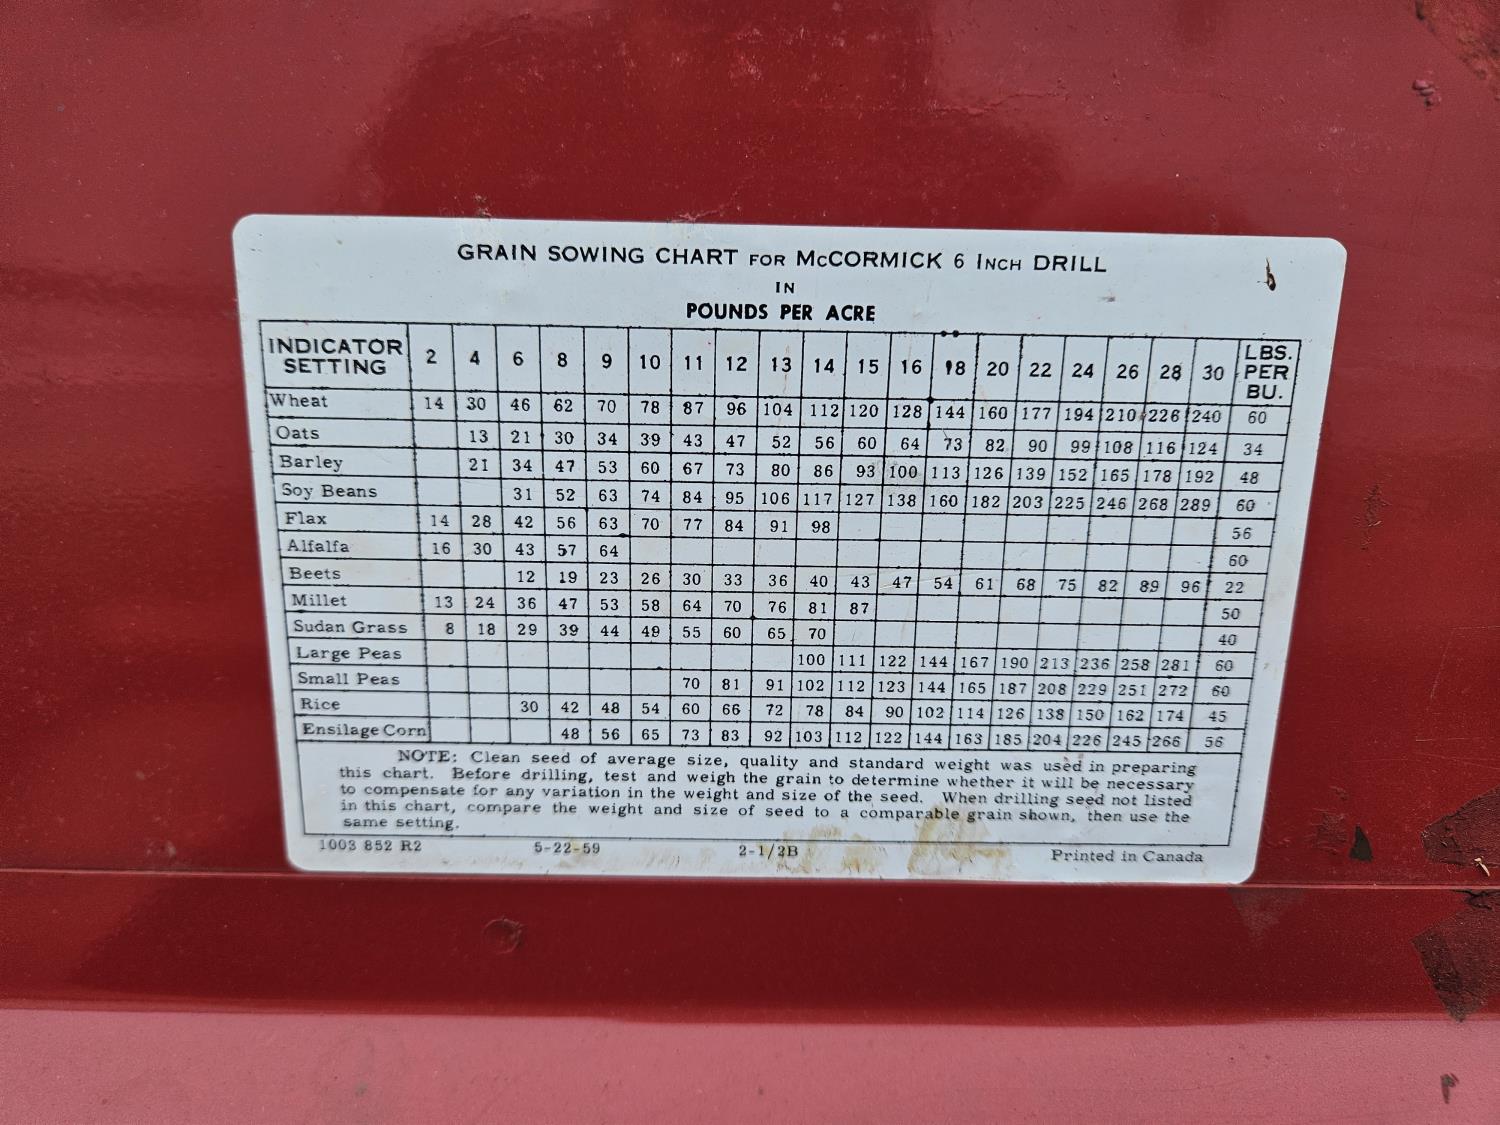 GRAIN SOWING CHART FOR McCORMICK 6 INCH DRILL
IN
POUNDS PER ACRE
INDICATOR SETTING 2 4 6 8 9 10 11 12 13 14 15 16 18 20 22 24 26 28 30 LBS. PER BU.
Wheat 14 30 46 62 70 78 87 96 104 112 120 128 144 160 177 194 210 226 240 60
Oats 13 21 30 34 39 43 47 52 56 60 64 73 82 90 99 108 116 124 34
Barley 21 34 47 53 60 67 73 80 86 93 100 113 126 139 152 165 178 192 48
Soy Beans 31 52 63 74 84 95 106 117 127 138 160 182 203 225 246 268 289 60
Flax 14 28 42 56 63 70 77 84 91 98 56
Alfalfa 16 30 43 57 64 60
Beets 12 19 23 26 30 33 36 40 43 47 54 61 68 75 82 89 96 22
Millet 13 24 36 47 53 58 64 70 76 81 87 50
Sudan Grass 8 18 29 39 44 49 55 60 65 70 40
Large Peas 100 111 122 144 167 190 213 236 258 281 60
Small Peas 70 81 91 102 112 123 144 165 187 208 229 251 272 60
Rice 30 42 48 54 60 66 72 78 84 90 102 114 126 138 150 162 174 45
Ensilage Corn 48 56 65 73 83 92 103 112 122 144 163 185 204 226 245 266 56
NOTE: Clean seed of average size, quality and standard weight was used in preparing
this chart. Before drilling, test and weigh the grain to determine whether it will be necessary
to compensate for any variation in the weight and size of the seed. When drilling seed not listed
in this chart, compare the weight and size of seed to a comparable grain shown, then use the
same setting.
1003 852 R2 5-22-59 2-1/2B Printed in Canada